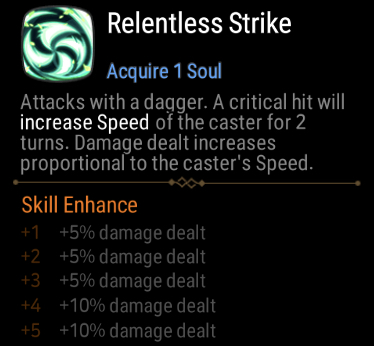 Relentless Strike
Acquire 1 Soul
Attacks with a dagger. A critical hit will
increase Speed of the caster for 2
turns. Damage dealt increases
proportional to the caster's Speed.
Skill Enhance
+1 +5% damage dealt
+2 +5% damage dealt
+3 +5% damage dealt
+4 +10% damage dealt
+5 +10% damage dealt